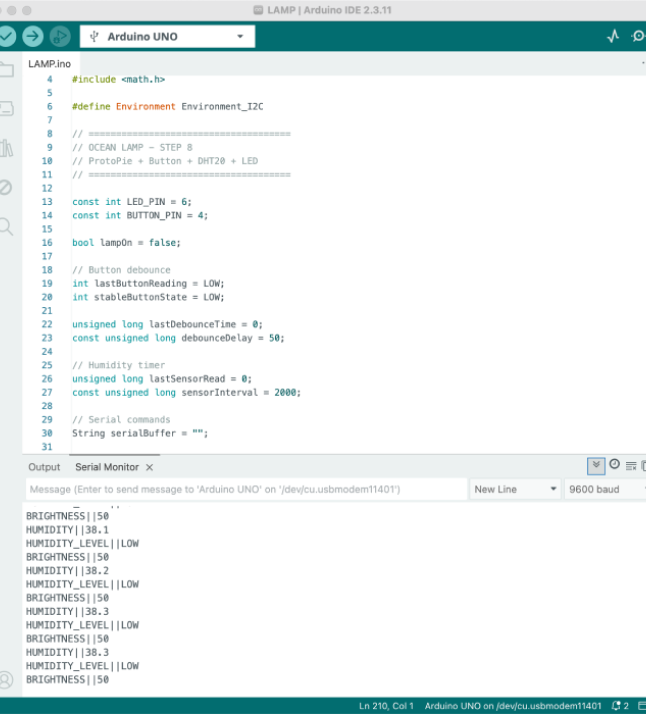 LAMP | Arduino IDE 2.3.11
Arduino UNO
LAMP.ino
4 #include <math.h>
5
6 #define Environment Environment_I2C
7
8 // =====================================
9 // OCEAN LAMP – STEP 8
10 // ProtoPie + Button + DHT20 + LED
11 // =====================================
12
13 const int LED_PIN = 6;
14 const int BUTTON_PIN = 4;
15
16 bool lampOn = false;
17
18 // Button debounce
19 int lastButtonReading = LOW;
20 int stableButtonState = LOW;
21
22 unsigned long lastDebounceTime = 0;
23 const unsigned long debounceDelay = 50;
24
25 // Humidity timer
26 unsigned long lastSensorRead = 0;
27 const unsigned long sensorInterval = 2000;
28
29 // Serial commands
30 String serialBuffer = "";
31
Output Serial Monitor ×
Message (Enter to send message to 'Arduino UNO' on '/dev/cu.usbmodem11401') New Line 9600 baud
BRIGHTNESS||50
HUMIDITY||38.1
HUMIDITY_LEVEL||LOW
BRIGHTNESS||50
HUMIDITY||38.2
HUMIDITY_LEVEL||LOW
BRIGHTNESS||50
HUMIDITY||38.3
HUMIDITY_LEVEL||LOW
BRIGHTNESS||50
HUMIDITY||38.3
HUMIDITY_LEVEL||LOW
BRIGHTNESS||50
Ln 210, Col 1 Arduino UNO on /dev/cu.usbmodem11401 2